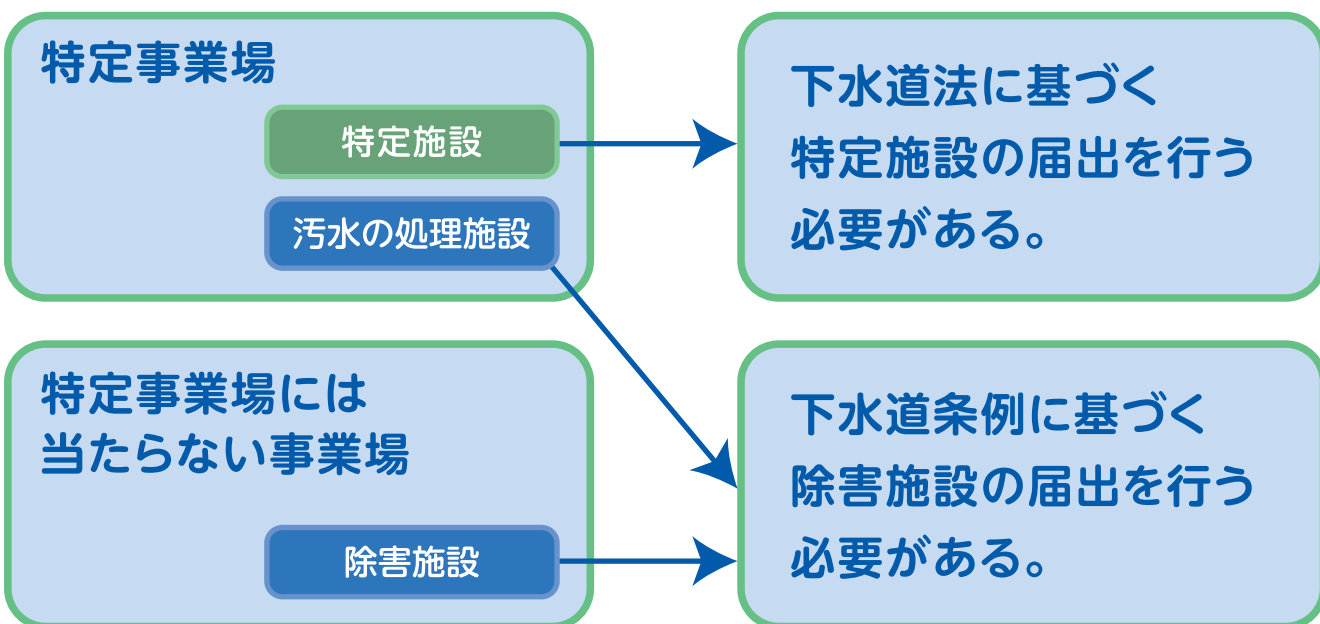 特定事業場
特定施設
汚水の処理施設
下水道法に基づく
特定施設の届出を行う
必要がある。
特定事業場には
当たらない事業場
除害施設
下水道条例に基づく
除害施設の届出を行う
必要がある。